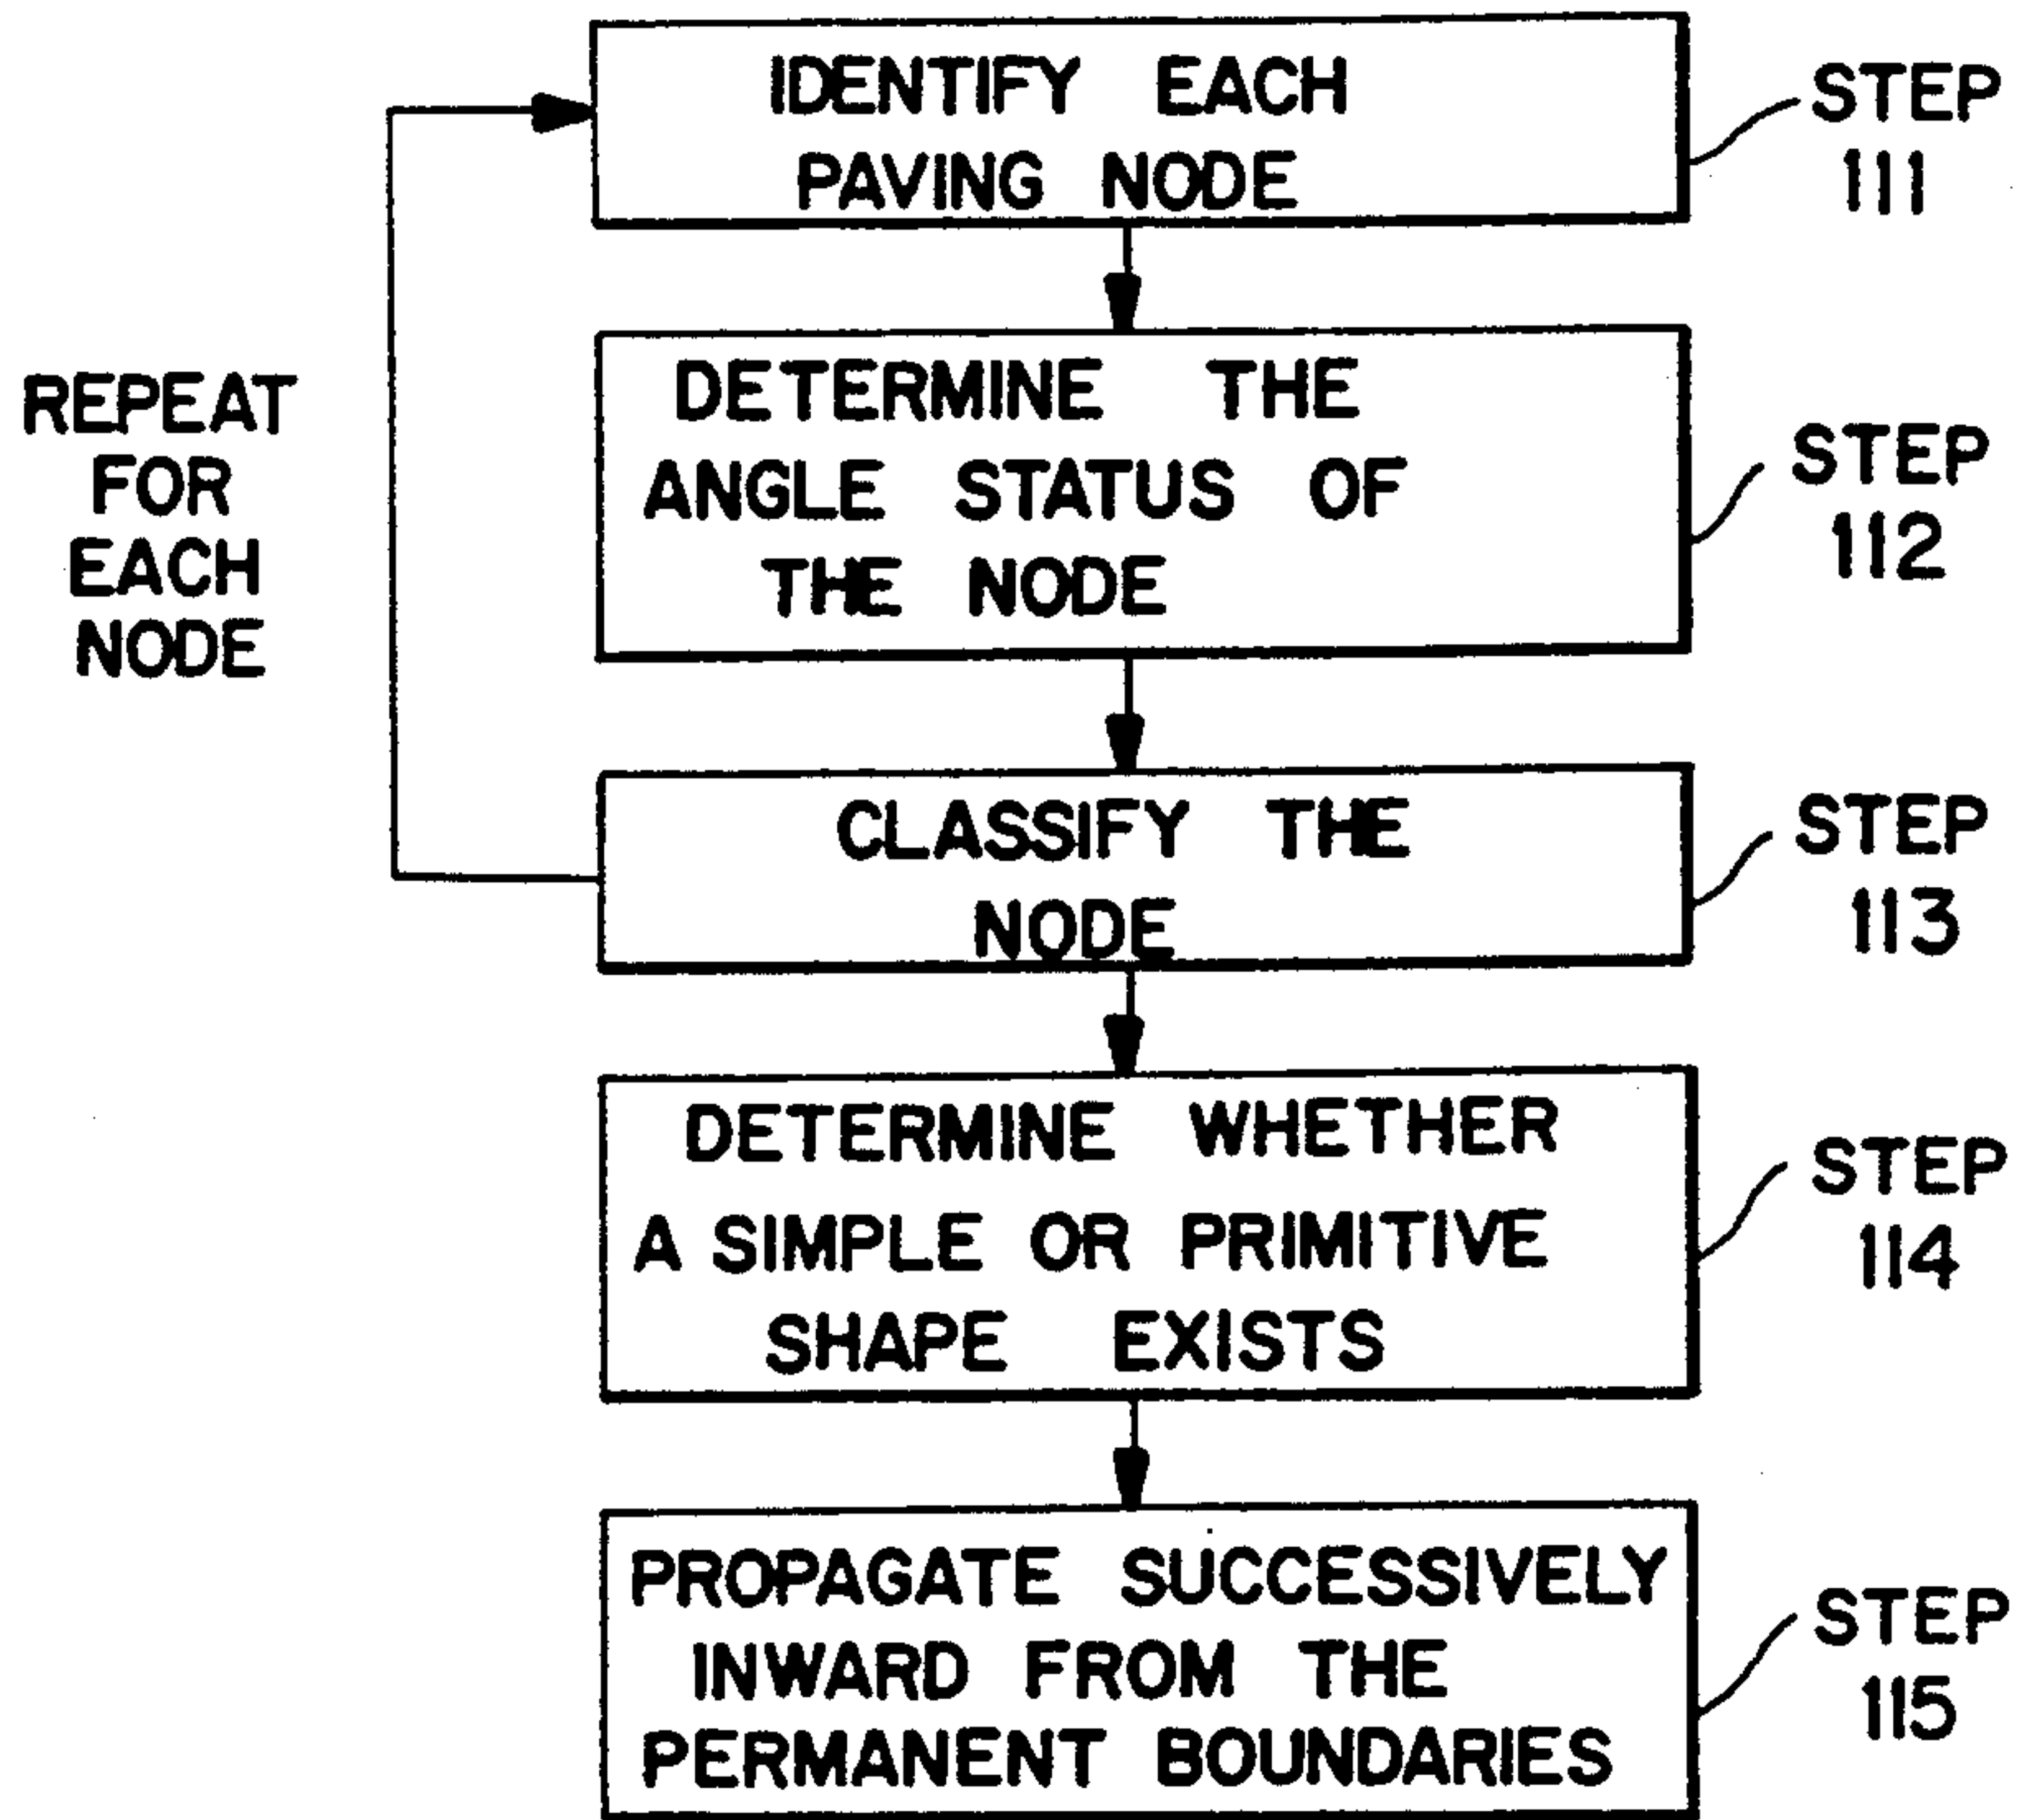 IDENTIFY EACH
PAVING NODE
STEP
111
DETERMINE THE
ANGLE STATUS OF
THE NODE
STEP
112
REPEAT
FOR
EACH
NODE
CLASSIFY THE
NODE
STEP
113
DETERMINE WHETHER
A SIMPLE OR PRIMITIVE
SHAPE EXISTS
STEP
114
PROPAGATE SUCCESSIVELY
INWARD FROM THE
PERMANENT BOUNDARIES
STEP
115